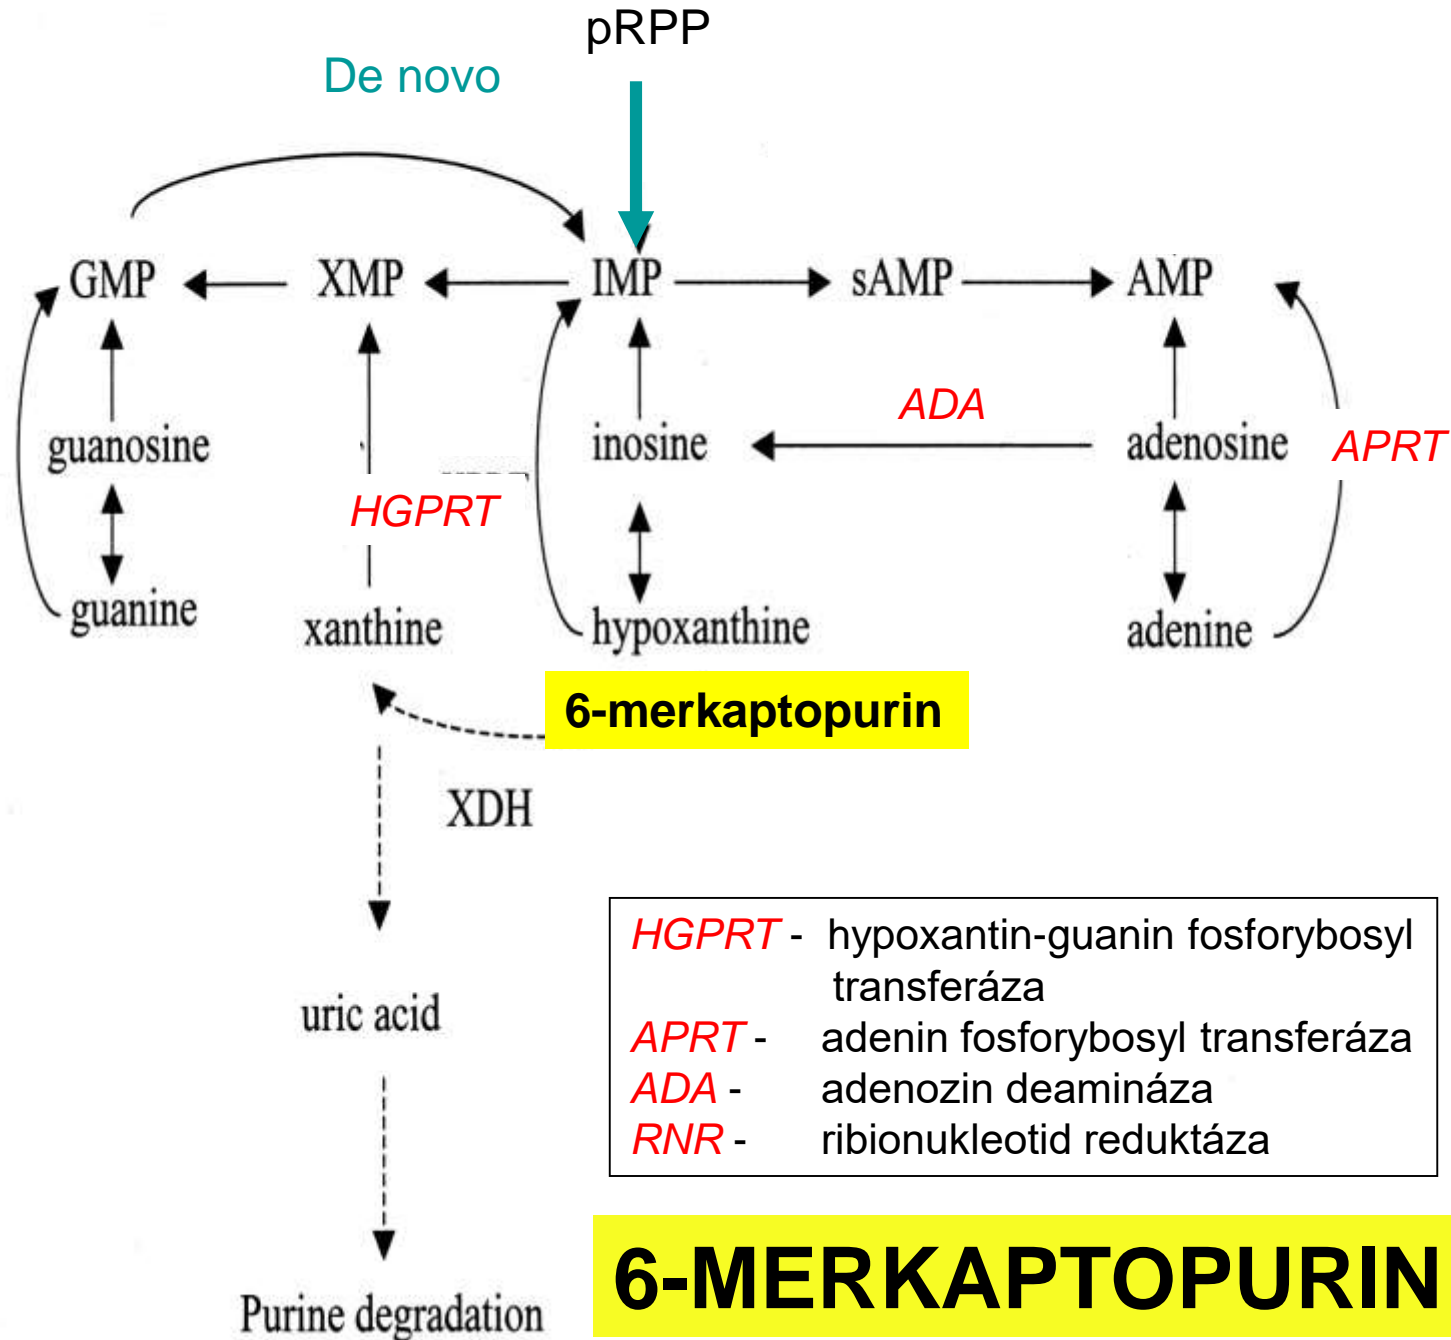 pRPP
De novo
GMP XMP IMP sAMP AMP
ADA
guanosine inosine adenosine APRT
HGPRT
guanine xanthine hypoxanthine adenine
6-merkaptopurin
XDH
HGPRT - hypoxantin-guanin fosforybosyl
transferáza
uric acid
APRT - adenin fosforybosyl transferáza
ADA - adenozin deamináza
RNR - ribionukleotid reduktáza
6-MERKAPTOPURIN
Purine degradation